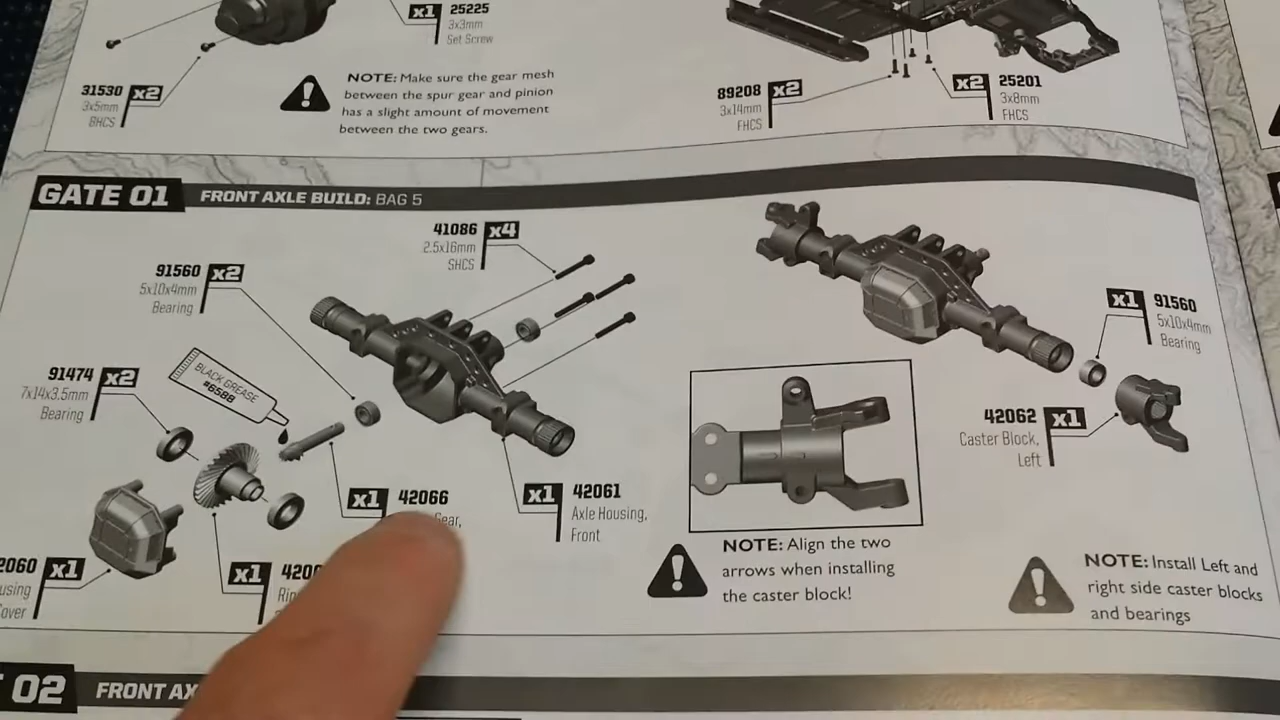 x1 25225
3x3mm
Set Screw
31530 x2
3x5mm
BHCS
NOTE: Make sure the gear mesh
between the spur gear and pinion
has a slight amount of movement
between the two gears.
89208 x2
3x14mm
FHCS
x2 25201
3x8mm
FHCS
GATE 01 FRONT AXLE BUILD: BAG 5
41086 x4
2.5x16mm
SHCS
91560 x2
5x10x4mm
Bearing
91474 x2
7x14x3.5mm
Bearing
BLACK GREASE
#6588
x1 42066
Gear,
x1 42061
Axle Housing,
Front
x1
x1
x1 91560
5x10x4mm
Bearing
42062 x1
Caster Block,
Left
NOTE: Align the two
arrows when installing
the caster block!
NOTE: Install Left and
right side caster blocks
and bearings
02 FRONT